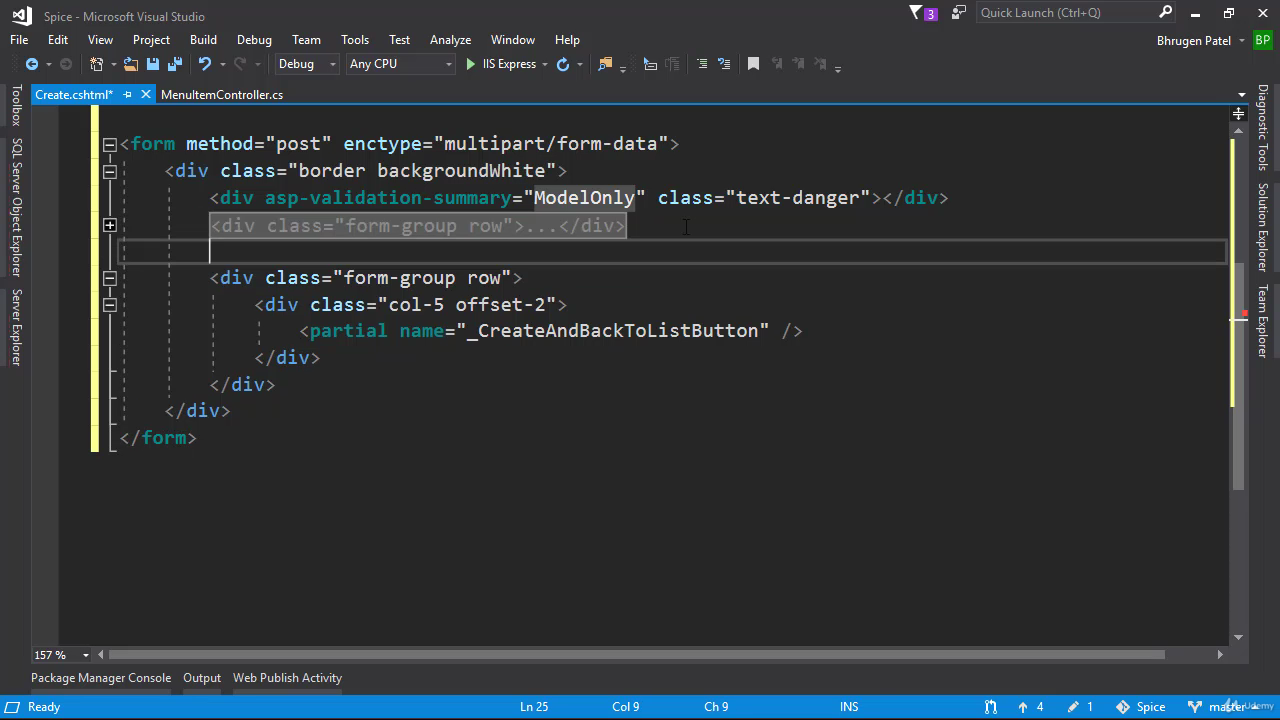 Spice - Microsoft Visual Studio
3
Quick Launch (Ctrl+Q)
File Edit View Project Build Debug Team Tools Test Analyze Window Help
Bhrugen Patel BP
Debug Any CPU IIS Express
Create.cshtml* MenuItemController.cs
Toolbox
SQL Server Object Explorer
Server Explorer
<form method="post" enctype="multipart/form-data">
<div class="border backgroundWhite">
<div asp-validation-summary="ModelOnly" class="text-danger"></div>
<div class="form-group row">...</div>
<div class="form-group row">
<div class="col-5 offset-2">
<partial name="_CreateAndBackToListButton" />
</div>
</div>
</div>
</form>
Diagnostic Tools
Solution Explorer
Team Explorer
157 %
Package Manager Console Output Web Publish Activity
Ready Ln 25 Col 9 Ch 9 INS 4 1 Spice master
Udemy